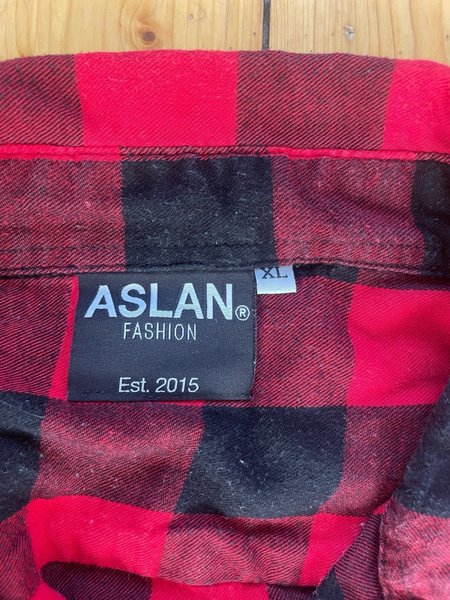 XL
ASLAN®
FASHION
Est. 2015